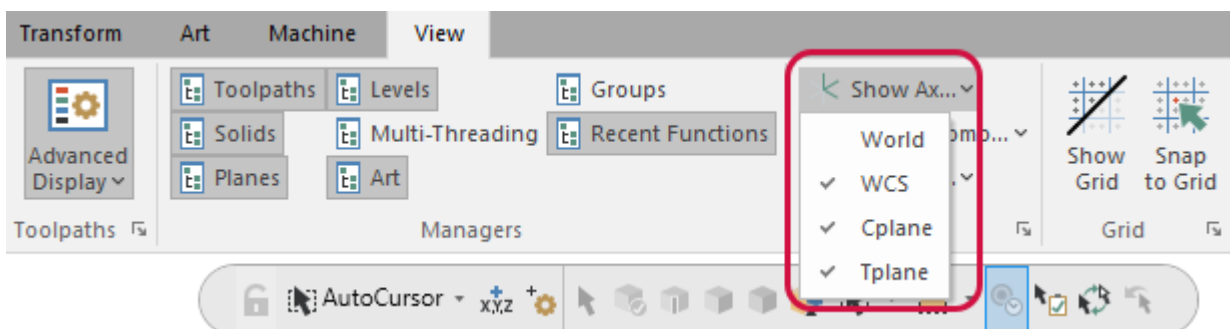 Transform Art Machine View
Toolpaths Levels Groups Show Ax...
Solids Multi-Threading Recent Functions
Planes Art
Advanced
Display
World
WCS
Cplane
Tplane
Show
Grid
Snap
to Grid
Toolpaths Managers Grid
AutoCursor xyz